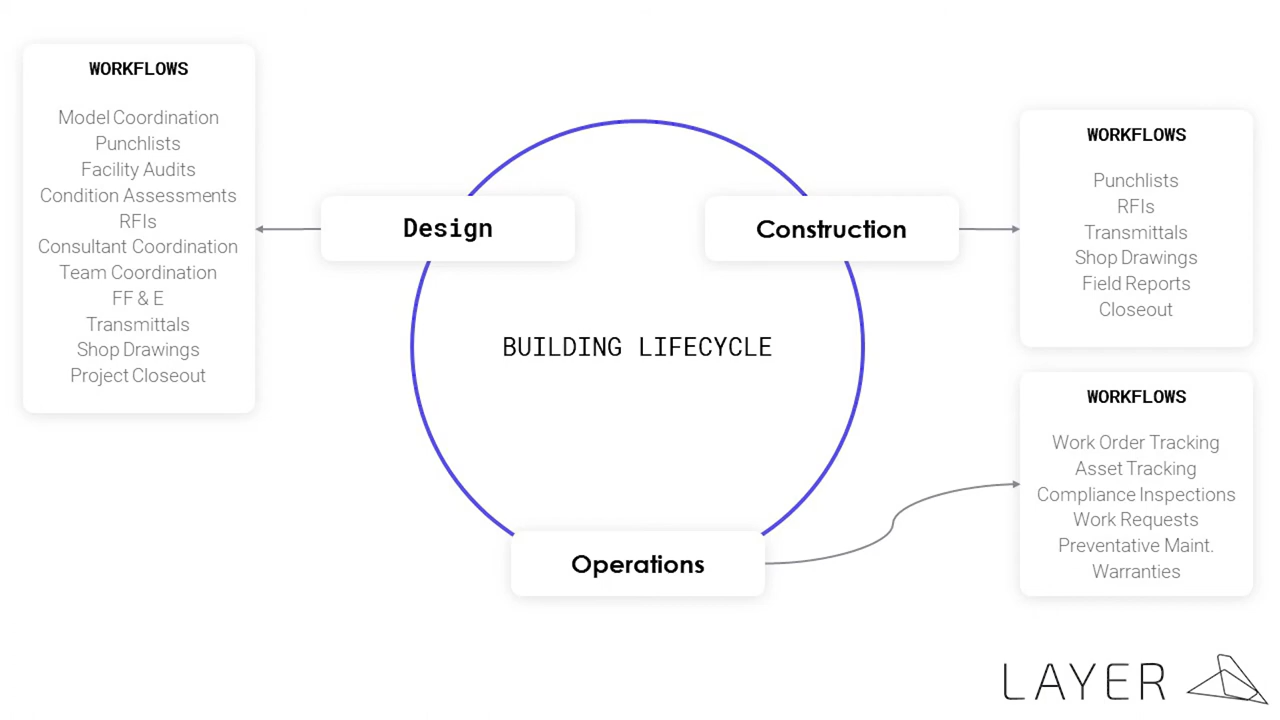 WORKFLOWS
Model Coordination
Punchlists
Facility Audits
Condition Assessments
RFIs
Consultant Coordination
Team Coordination
FF & E
Transmittals
Shop Drawings
Project Closeout
Design
Construction
BUILDING LIFECYCLE
Operations
WORKFLOWS
Punchlists
RFIs
Transmittals
Shop Drawings
Field Reports
Closeout
WORKFLOWS
Work Order Tracking
Asset Tracking
Compliance Inspections
Work Requests
Preventative Maint.
Warranties
LAYER